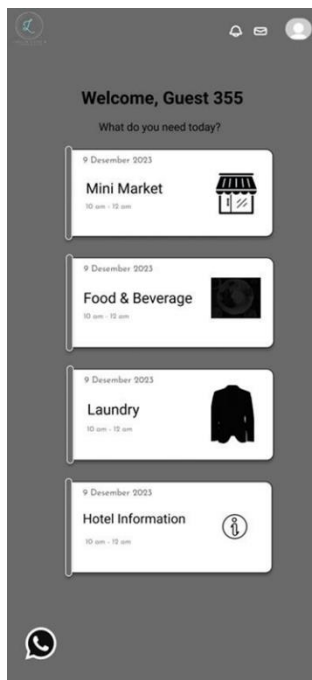 Welcome, Guest 355
What do you need today?
9 Desember 2023
Mini Market
10 am - 12 am
9 Desember 2023
Food & Beverage
10 am - 12 am
9 Desember 2023
Laundry
10 am - 12 am
9 Desember 2023
Hotel Information
10 am - 12 am